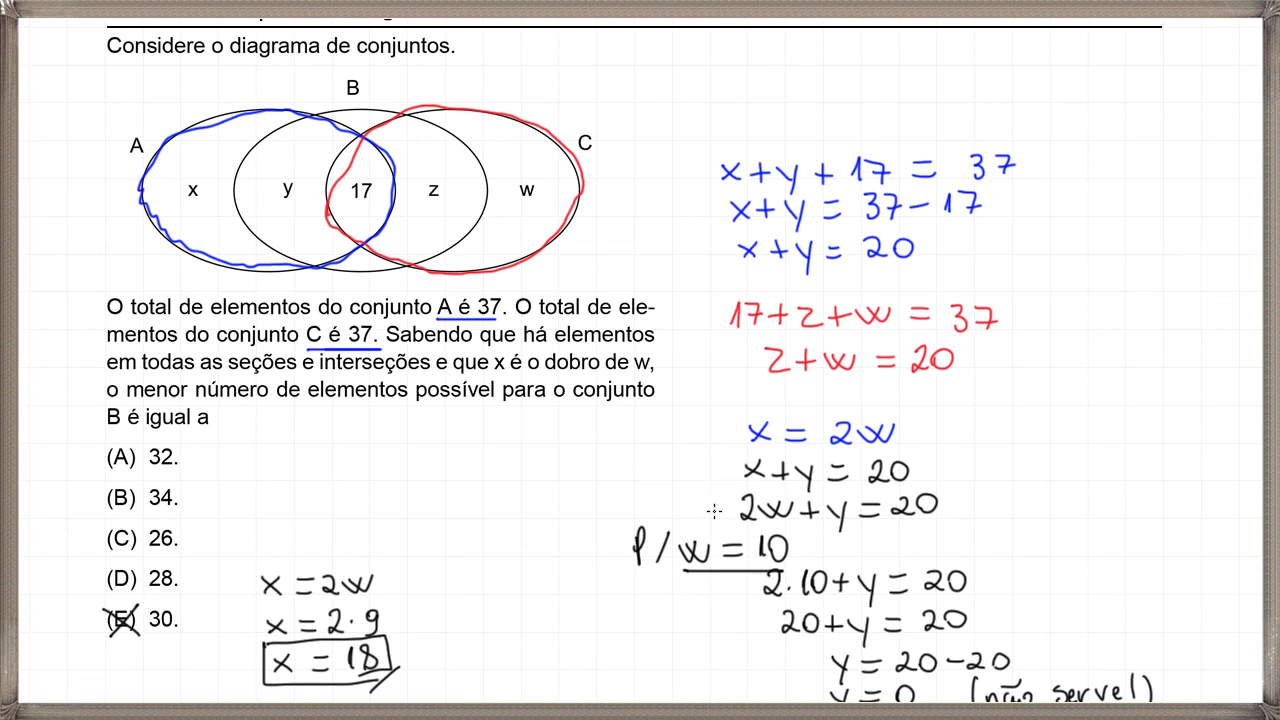 Considere o diagrama de conjuntos.
B
A
C
x
y
17
z
w
O total de elementos do conjunto A é 37. O total de ele-
mentos do conjunto C é 37. Sabendo que há elementos
em todas as seções e interseções e que x é o dobro de w,
o menor número de elementos possível para o conjunto
B é igual a
(A) 32.
(B) 34.
(C) 26.
(D) 28.
(E) 30.
x = 2w
x = 2.9
x = 18
x+y+17 = 37
x+y = 37-17
x+y = 20
17+z+w = 37
z+w = 20
x = 2w
x+y = 20
2w+y=20
P/w = 10
2.10+y = 20
20+y = 20
y = 20-20
y = 0 (não serve!)